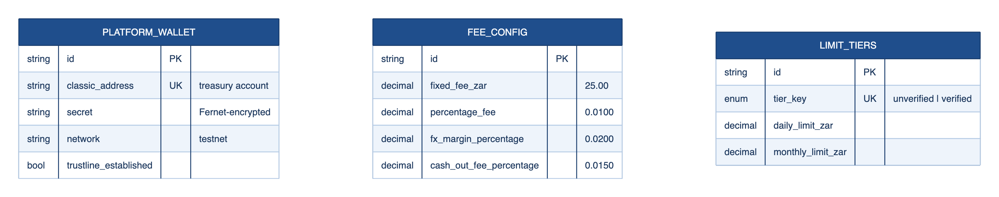 PLATFORM_WALLET
string id PK
string classic_address UK treasury account
string secret Fernet-encrypted
string network testnet
bool trustline_established
FEE_CONFIG
string id PK
decimal fixed_fee_zar 25.00
decimal percentage_fee 0.0100
decimal fx_margin_percentage 0.0200
decimal cash_out_fee_percentage 0.0150
LIMIT_TIERS
string id PK
enum tier_key UK unverified | verified
decimal daily_limit_zar
decimal monthly_limit_zar